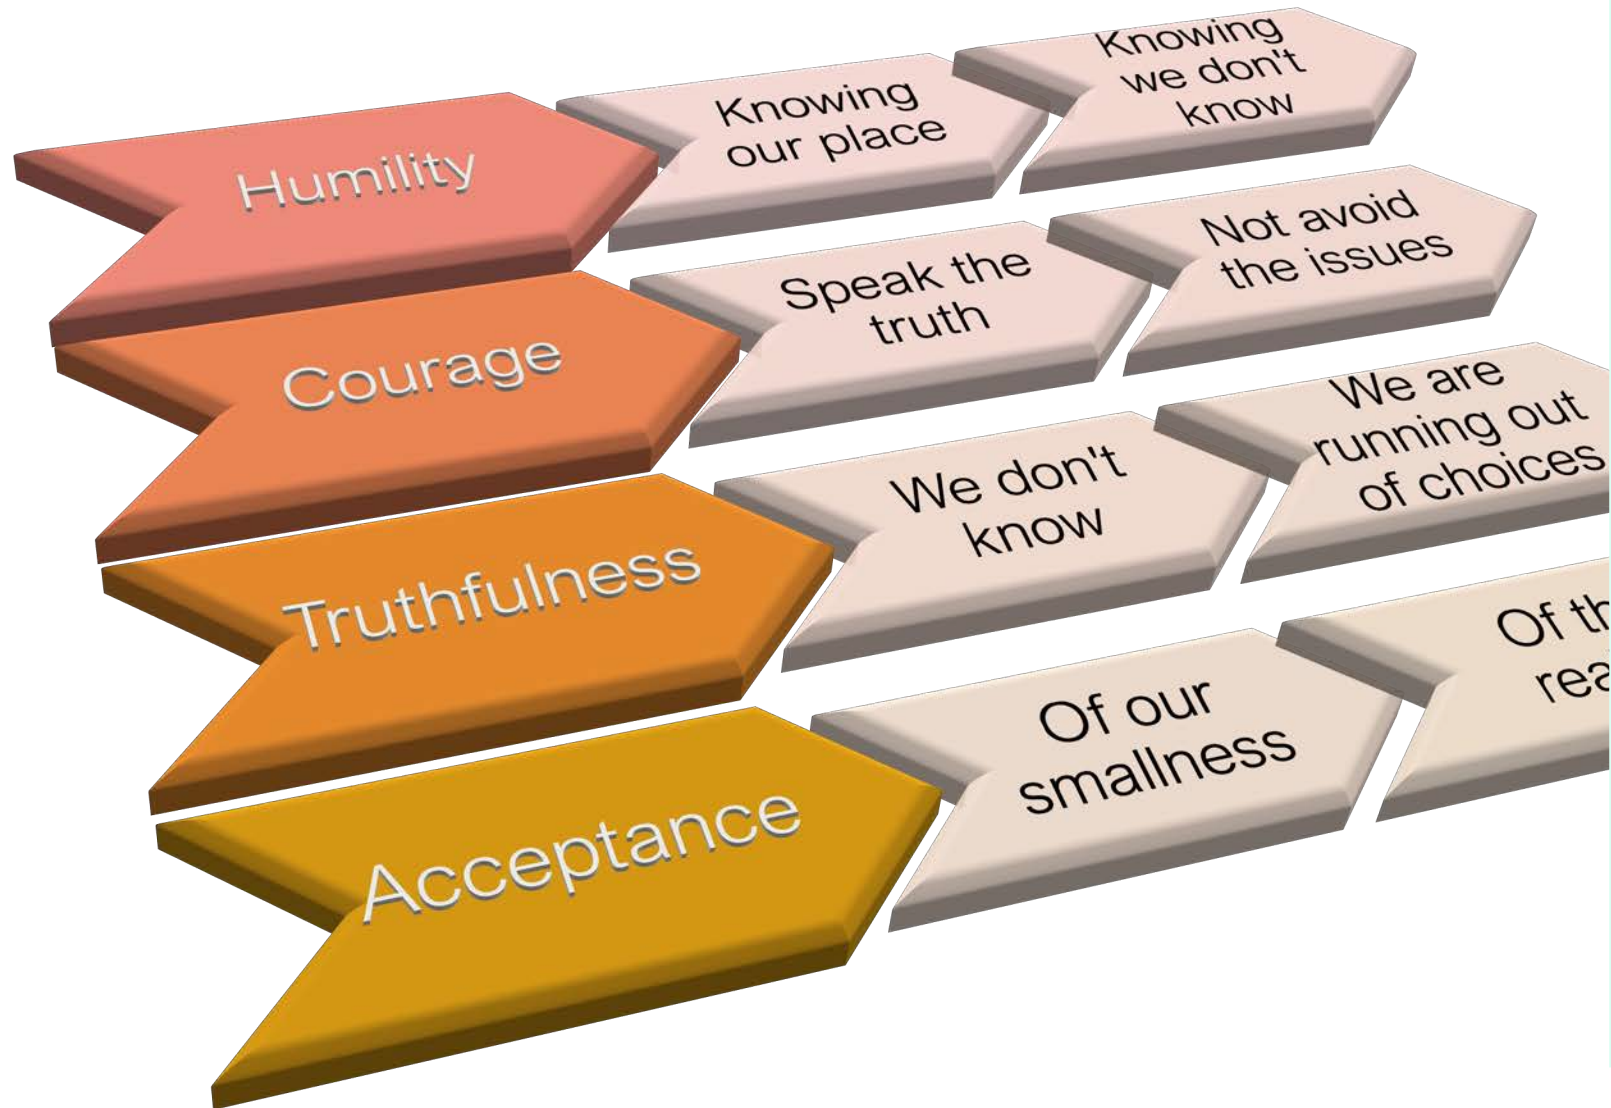 Humility
Knowing
our place
Knowing
we don't
know
Courage
Speak the
truth
Not avoid
the issues
Truthfulness
We don't
know
We are
running out
of choices
Acceptance
Of our
smallness
Of